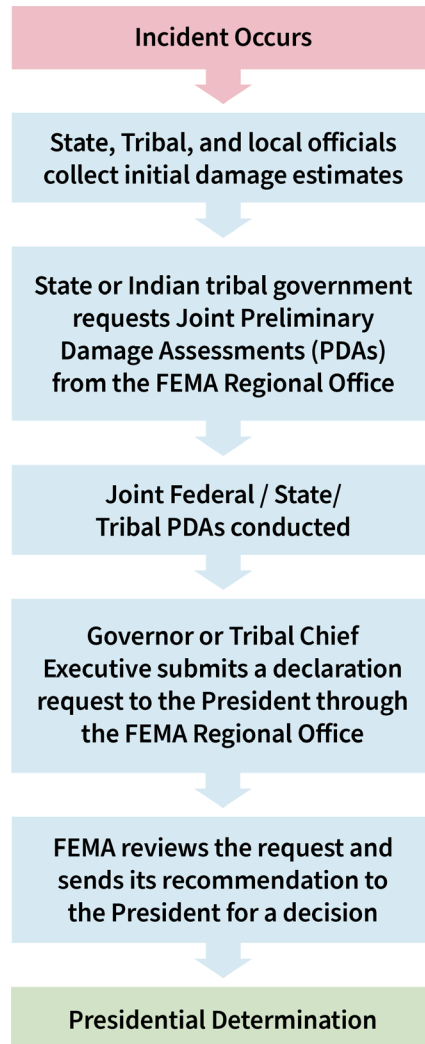 Incident Occurs
State, Tribal, and local officials
collect initial damage estimates
State or Indian tribal government
requests Joint Preliminary
Damage Assessments (PDAs)
from the FEMA Regional Office
Joint Federal / State/
Tribal PDAs conducted
Governor or Tribal Chief
Executive submits a declaration
request to the President through
the FEMA Regional Office
FEMA reviews the request and
sends its recommendation to
the President for a decision
Presidential Determination